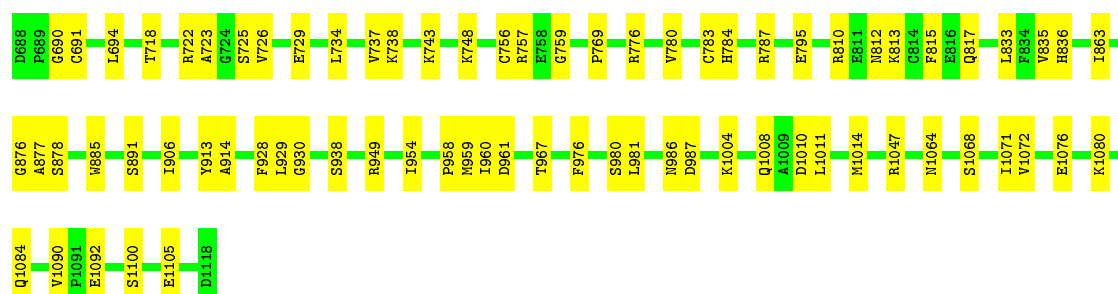 D688 P689 G690 C691 L694 T718 R722 A723 G724 S725 V726 E729 L734 V737 K738 K743 K748 C756 R757 E758 G759 P769 R776 V780 C783 H784 R787 E795 R810 E811 N812 K813 C814 F815 E816 Q817 L833 F834 V835 H836 I863
G876 A877 S878 W885 S891 I906 Y913 A914 F928 L929 G930 S938 R949 I954 P958 M959 I960 D961 T967 F976 S980 L981 N986 D987 K1004 Q1008 A1009 D1010 L1011 M1014 R1047 N1064 S1068 I1071 V1072 E1076 K1080
Q1084 V1090 P1091 E1092 S1100 E1105 D1118